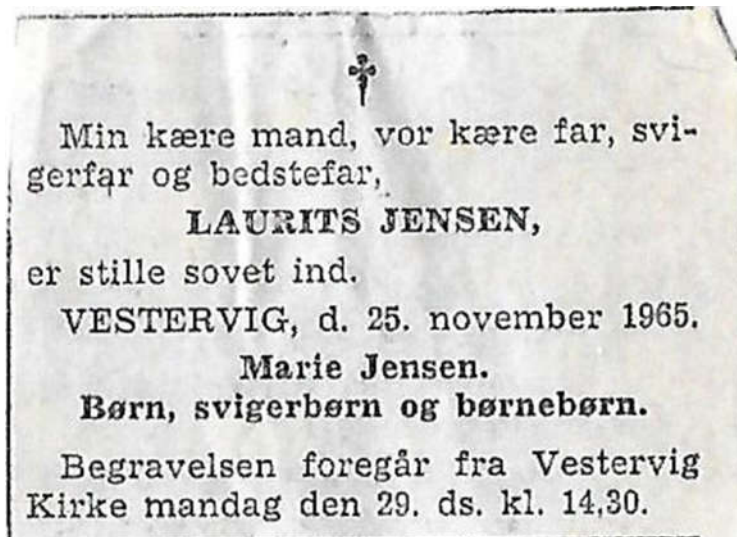 Min kære mand, vor kære far, svi-
gerfar og bedstefar,
LAURITS JENSEN,
er stille sovet ind.
VESTERVIG, d. 25. november 1965.
Marie Jensen.
Børn, svigerbørn og børnebørn.
Begravelsen foregår fra Vestervig
Kirke mandag den 29. ds. kl. 14,30.